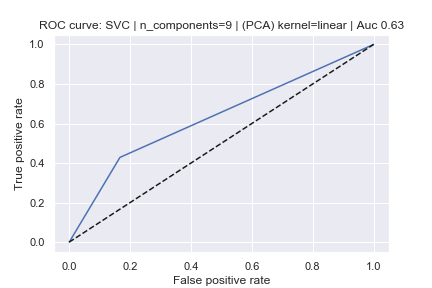 ROC curve: SVC | n_components=9 | (PCA) kernel=linear | Auc 0.63
1.0
0.8
0.6
0.4
0.2
0.0
True positive rate
0.0 0.2 0.4 0.6 0.8 1.0
False positive rate